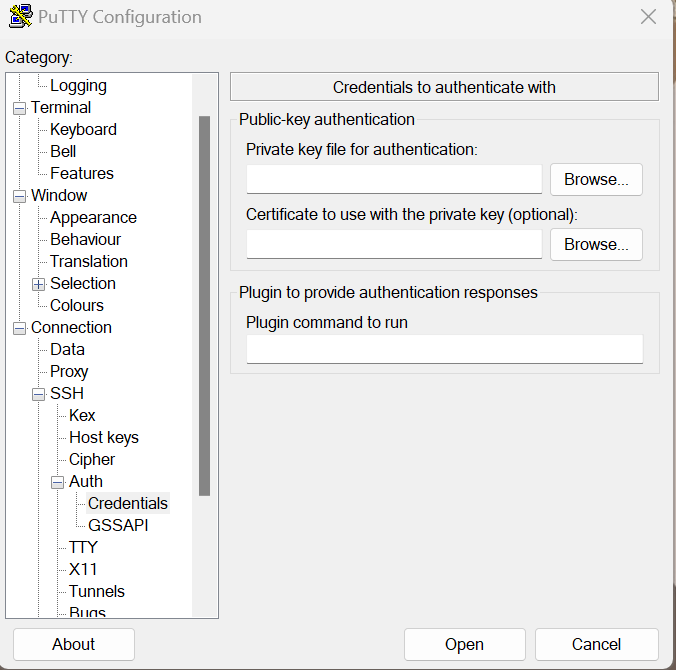 PuTTY Configuration
Category:
Logging
Terminal
Keyboard
Bell
Features
Window
Appearance
Behaviour
Translation
Selection
Colours
Connection
Data
Proxy
SSH
Kex
Host keys
Cipher
Auth
Credentials
GSSAPI
TTY
X11
Tunnels
Bugs
Credentials to authenticate with
Public-key authentication
Private key file for authentication:
Browse...
Certificate to use with the private key (optional):
Browse...
Plugin to provide authentication responses
Plugin command to run
About
Open
Cancel